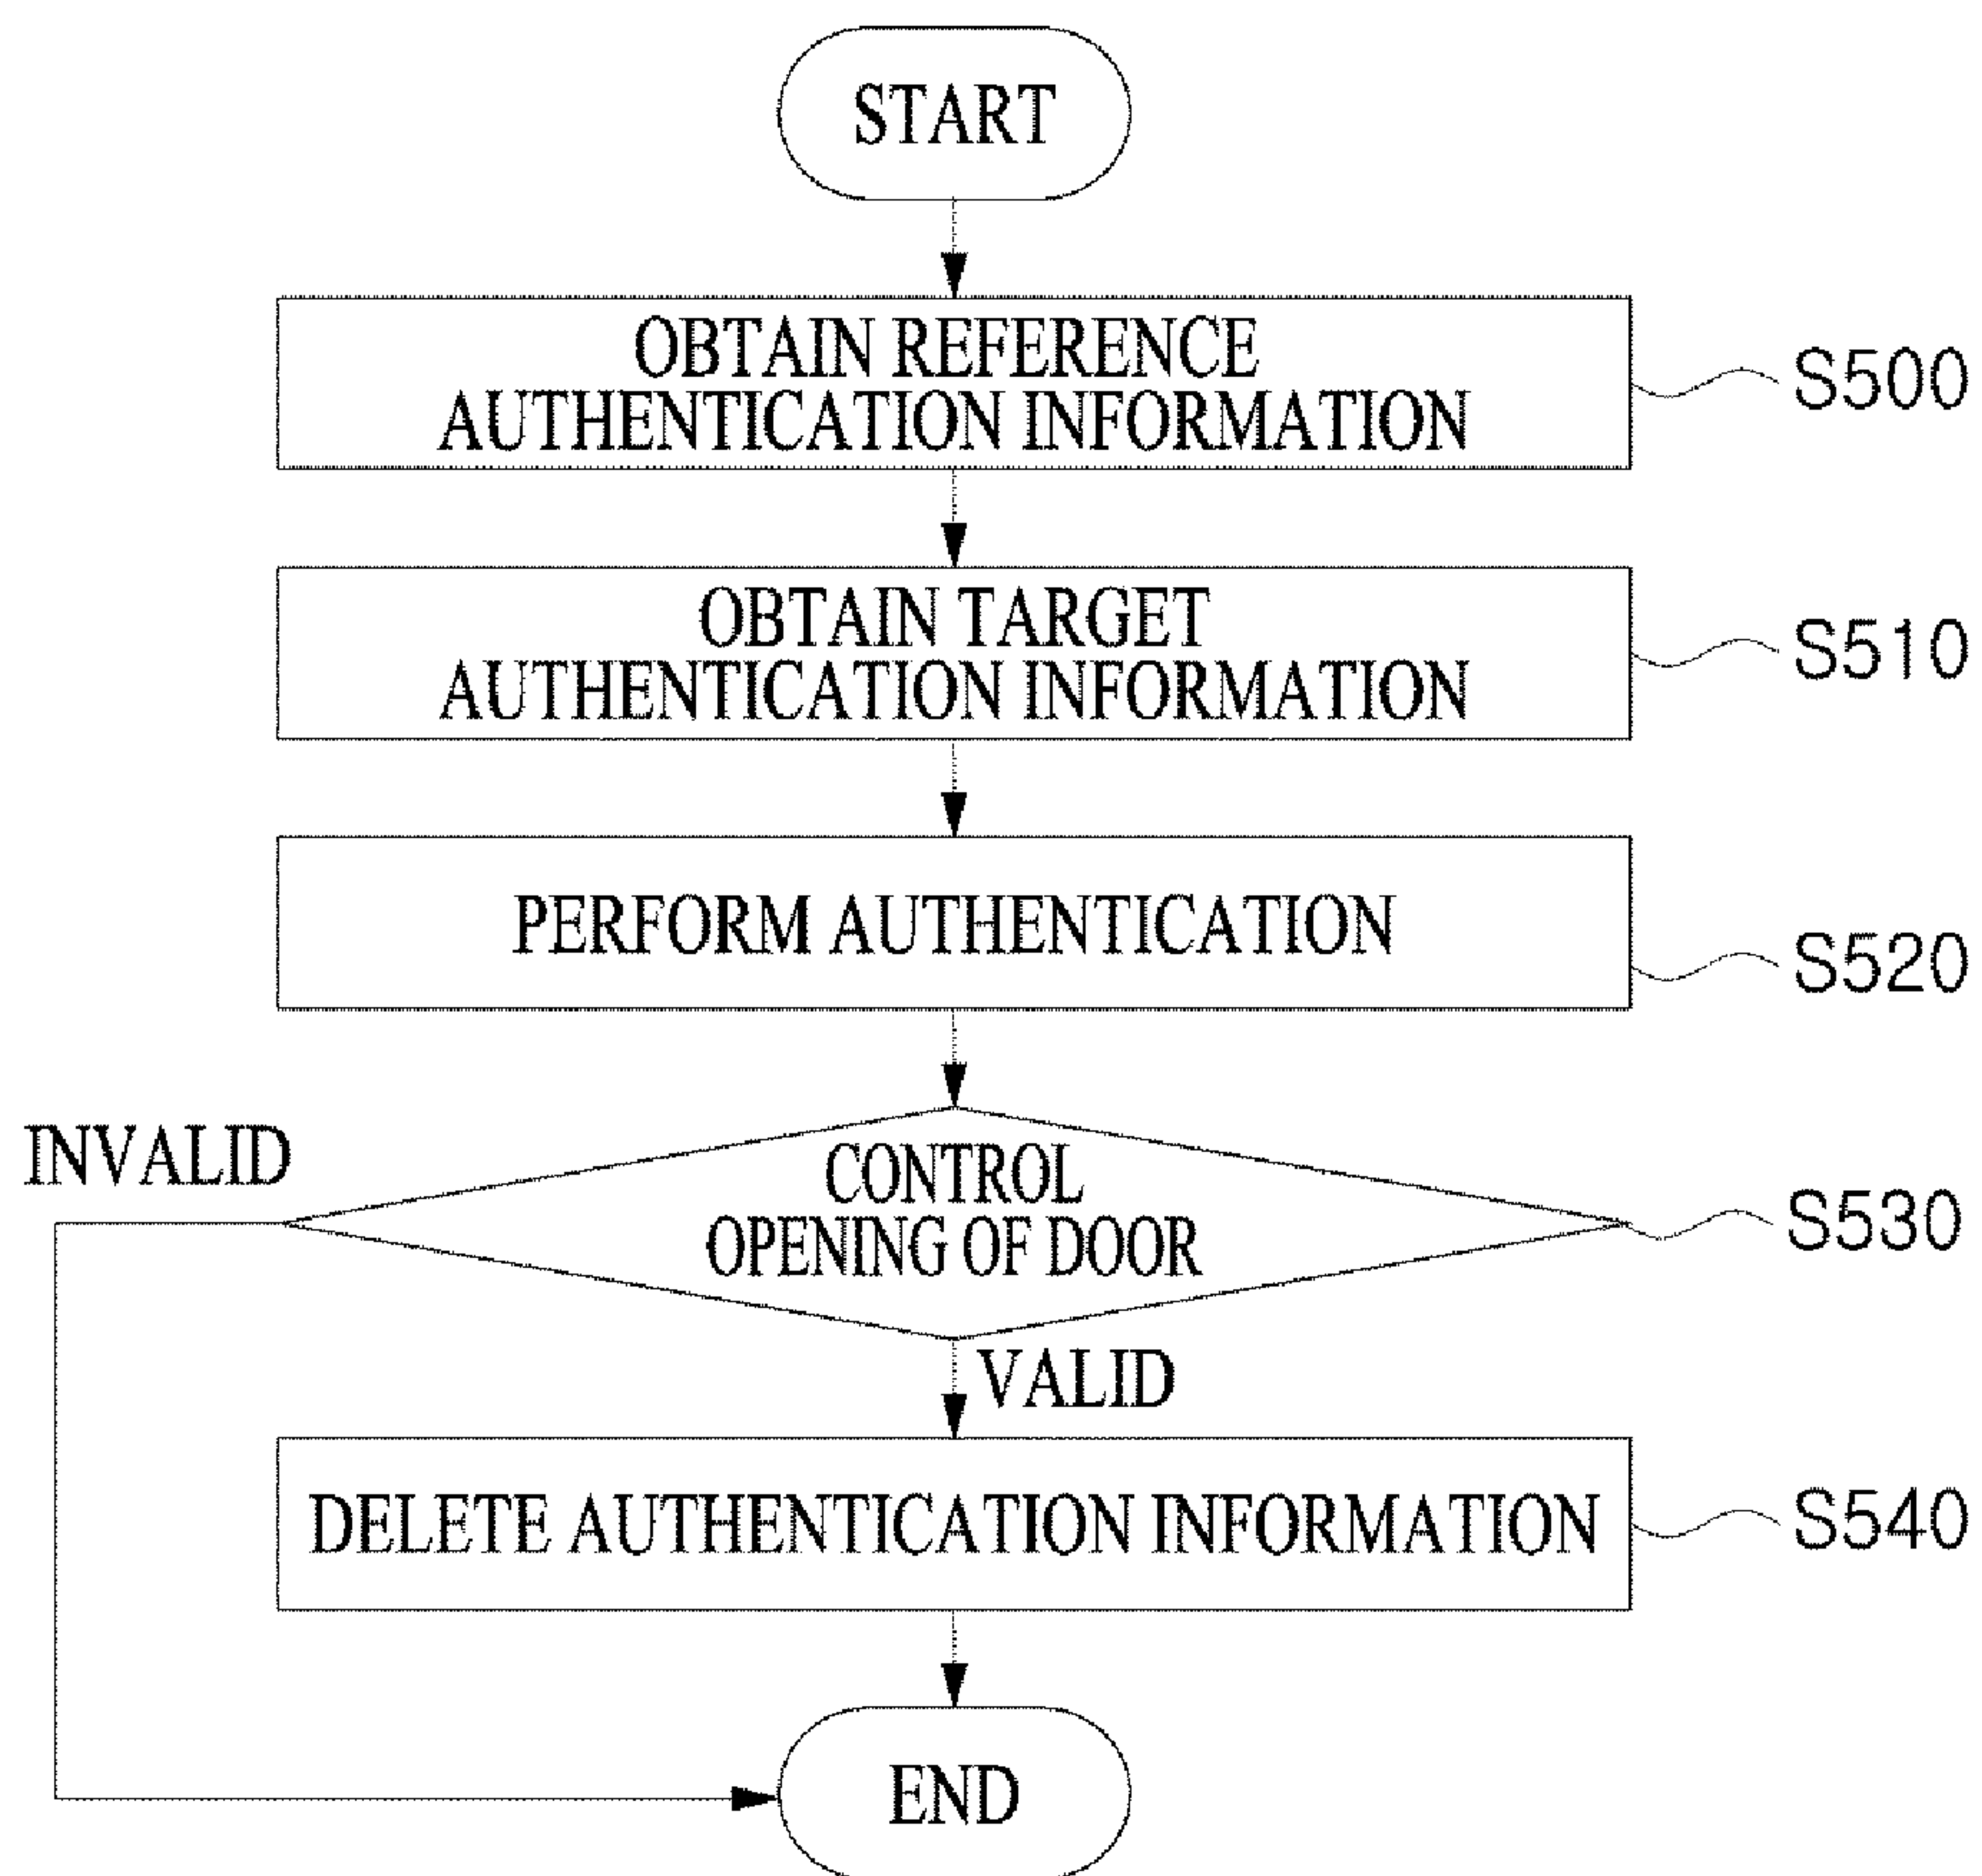 START
OBTAIN REFERENCE
AUTHENTICATION INFORMATION
S500
OBTAIN TARGET
AUTHENTICATION INFORMATION
S510
PERFORM AUTHENTICATION
S520
INVALID
CONTROL
OPENING OF DOOR
S530
VALID
DELETE AUTHENTICATION INFORMATION
S540
END